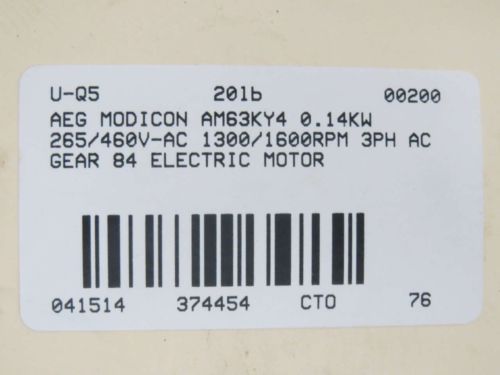 U-Q5 20lb 00200
AEG MODICON AM63KY4 0.14KW
265/460V-AC 1300/1600RPM 3PH AC
GEAR 84 ELECTRIC MOTOR
041514 374454 CTO 76